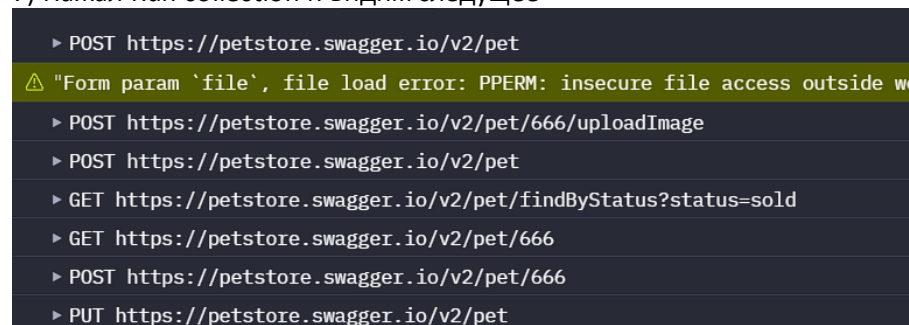 ▸ POST https://petstore.swagger.io/v2/pet
⚠ "Form param `file`, file load error: PPERM: insecure file access outside
▸ POST https://petstore.swagger.io/v2/pet/666/uploadImage
▸ POST https://petstore.swagger.io/v2/pet
▸ GET https://petstore.swagger.io/v2/pet/findByStatus?status=sold
▸ GET https://petstore.swagger.io/v2/pet/666
▸ POST https://petstore.swagger.io/v2/pet/666
▸ PUT https://petstore.swagger.io/v2/pet